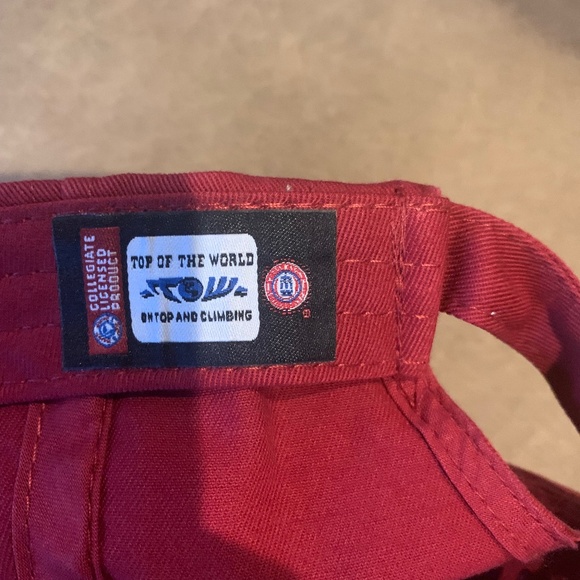 COLLEGIATE
LICENSED
PRODUCT
TOP OF THE WORLD
TOW
ON TOP AND CLIMBING